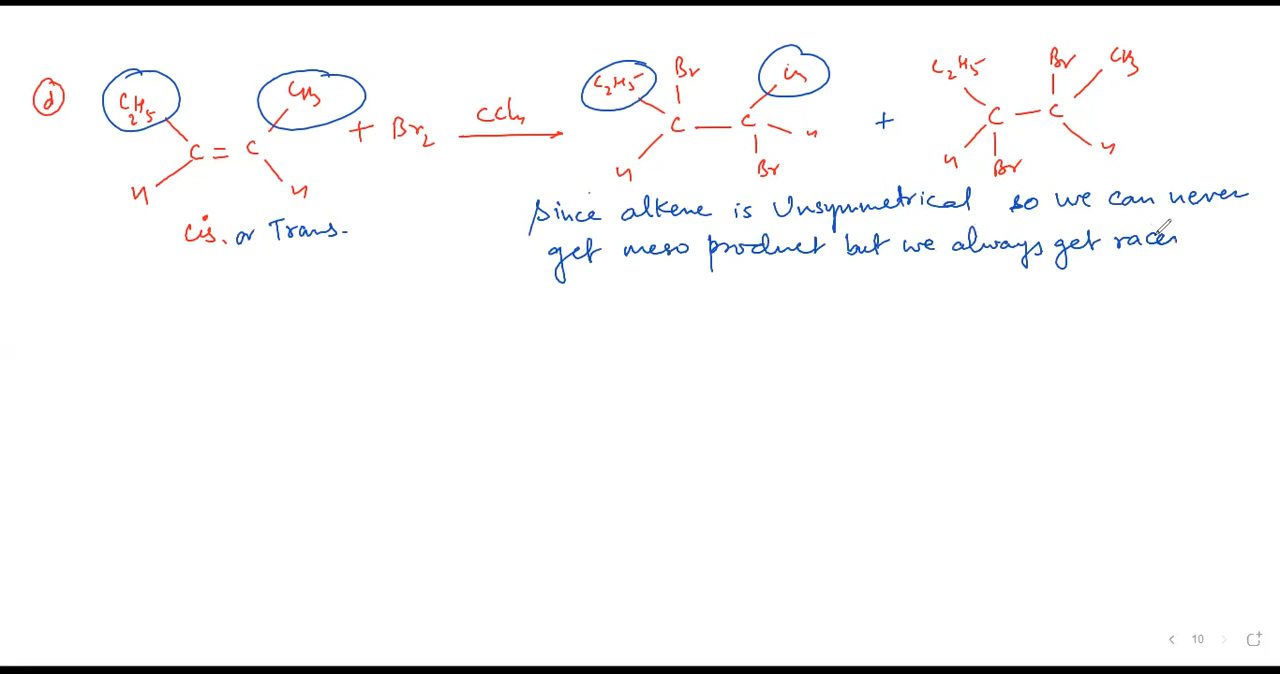 d C2H5 CH3 + Br2 CCl4 C2H5 Br CH3 + C2H5 Br CH3
C = C C — C H C — C
H H H Br H Br H
cis. or Trans.
Since alkene is Unsymmetrical so we can never
get meso product but we always get racem
10